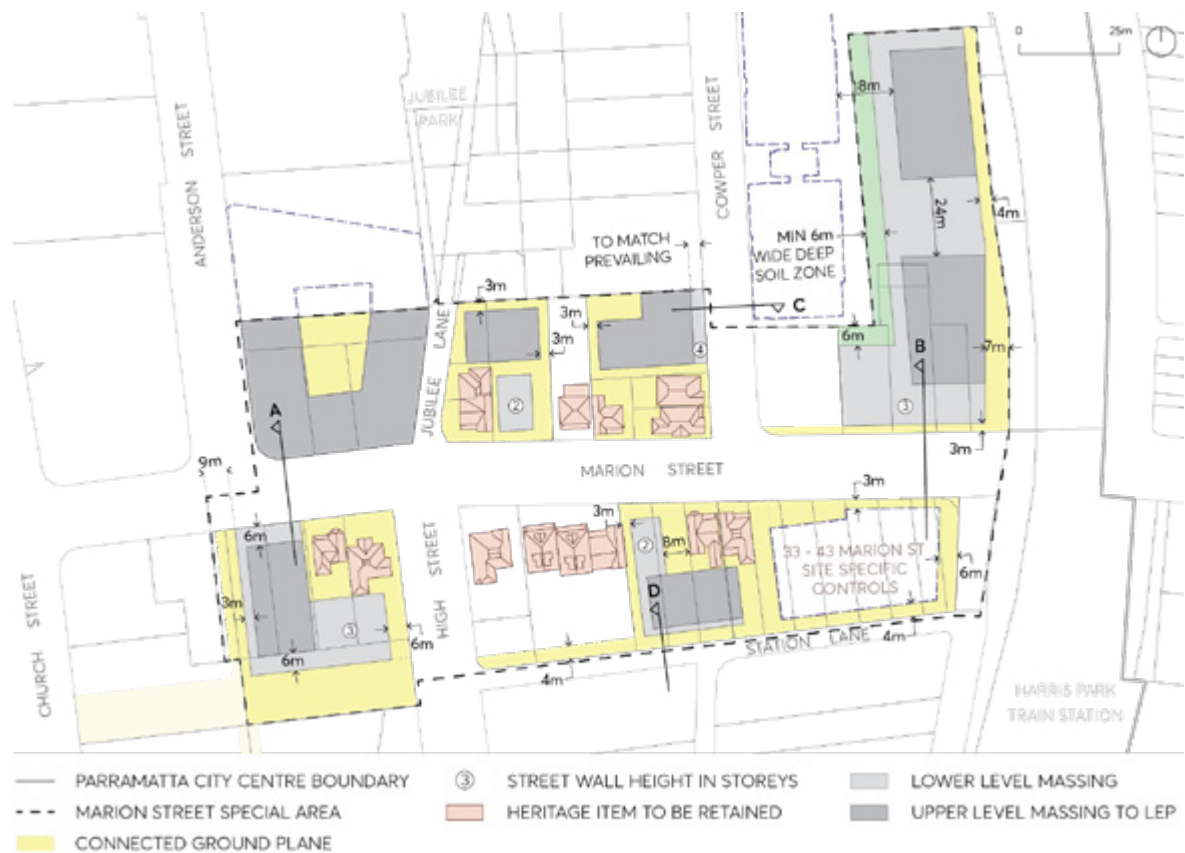 0 25m
JUBILEE
PARK
ANDERSON STREET
COWPER STREET
8m
24m
4m
TO MATCH
PREVAILING
MIN 6m
WIDE DEEP
SOIL ZONE
3m
3m
3m
C
JUBILEE LANE
4
6m
B
7m
2
3
A
9m
MARION STREET
3m
3m
6m
3m
2
8m
33 - 43 MARION ST
SITE SPECIFIC
CONTROLS
6m
CHURCH STREET
HIGH STREET
3m
3
6m
6m
D
4m
STATION LANE
4m
HARRIS PARK
TRAIN STATION
PARRAMATTA CITY CENTRE BOUNDARY
MARION STREET SPECIAL AREA
CONNECTED GROUND PLANE
3 STREET WALL HEIGHT IN STOREYS
HERITAGE ITEM TO BE RETAINED
LOWER LEVEL MASSING
UPPER LEVEL MASSING TO LEP